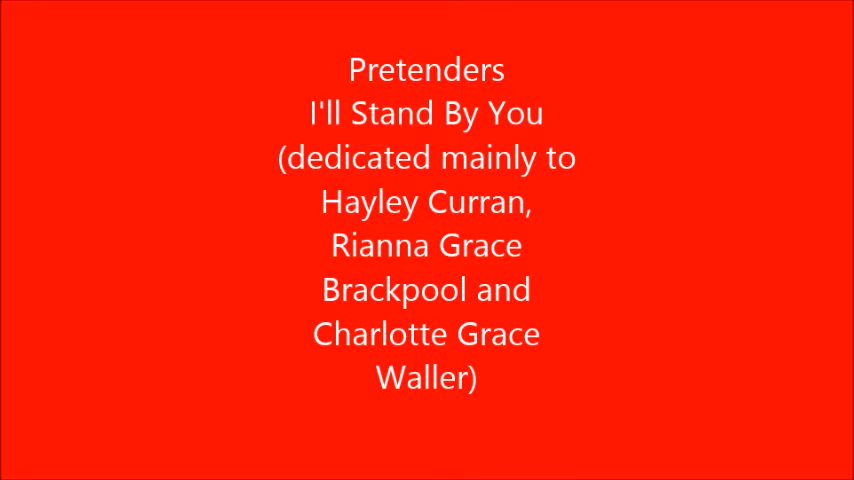 Pretenders
I'll Stand By You
(dedicated mainly to
Hayley Curran,
Rianna Grace
Brackpool and
Charlotte Grace
Waller)